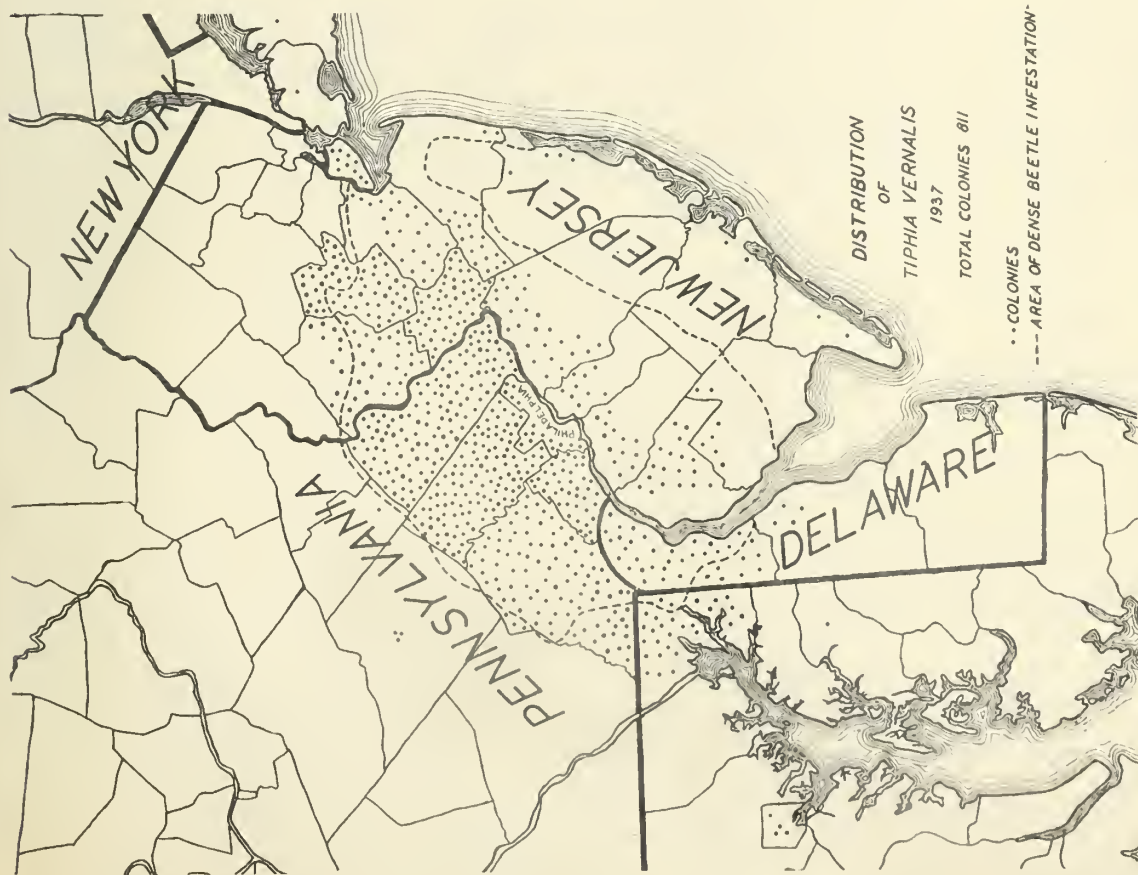 NEW YORK
PENNSYLVANIA
PHILADELPHIA
NEW JERSEY
DELAWARE
DISTRIBUTION
OF
TIPHIA VERNALIS
1937
TOTAL COLONIES 811
•• COLONIES
--- AREA OF DENSE BEETLE INFESTATION-